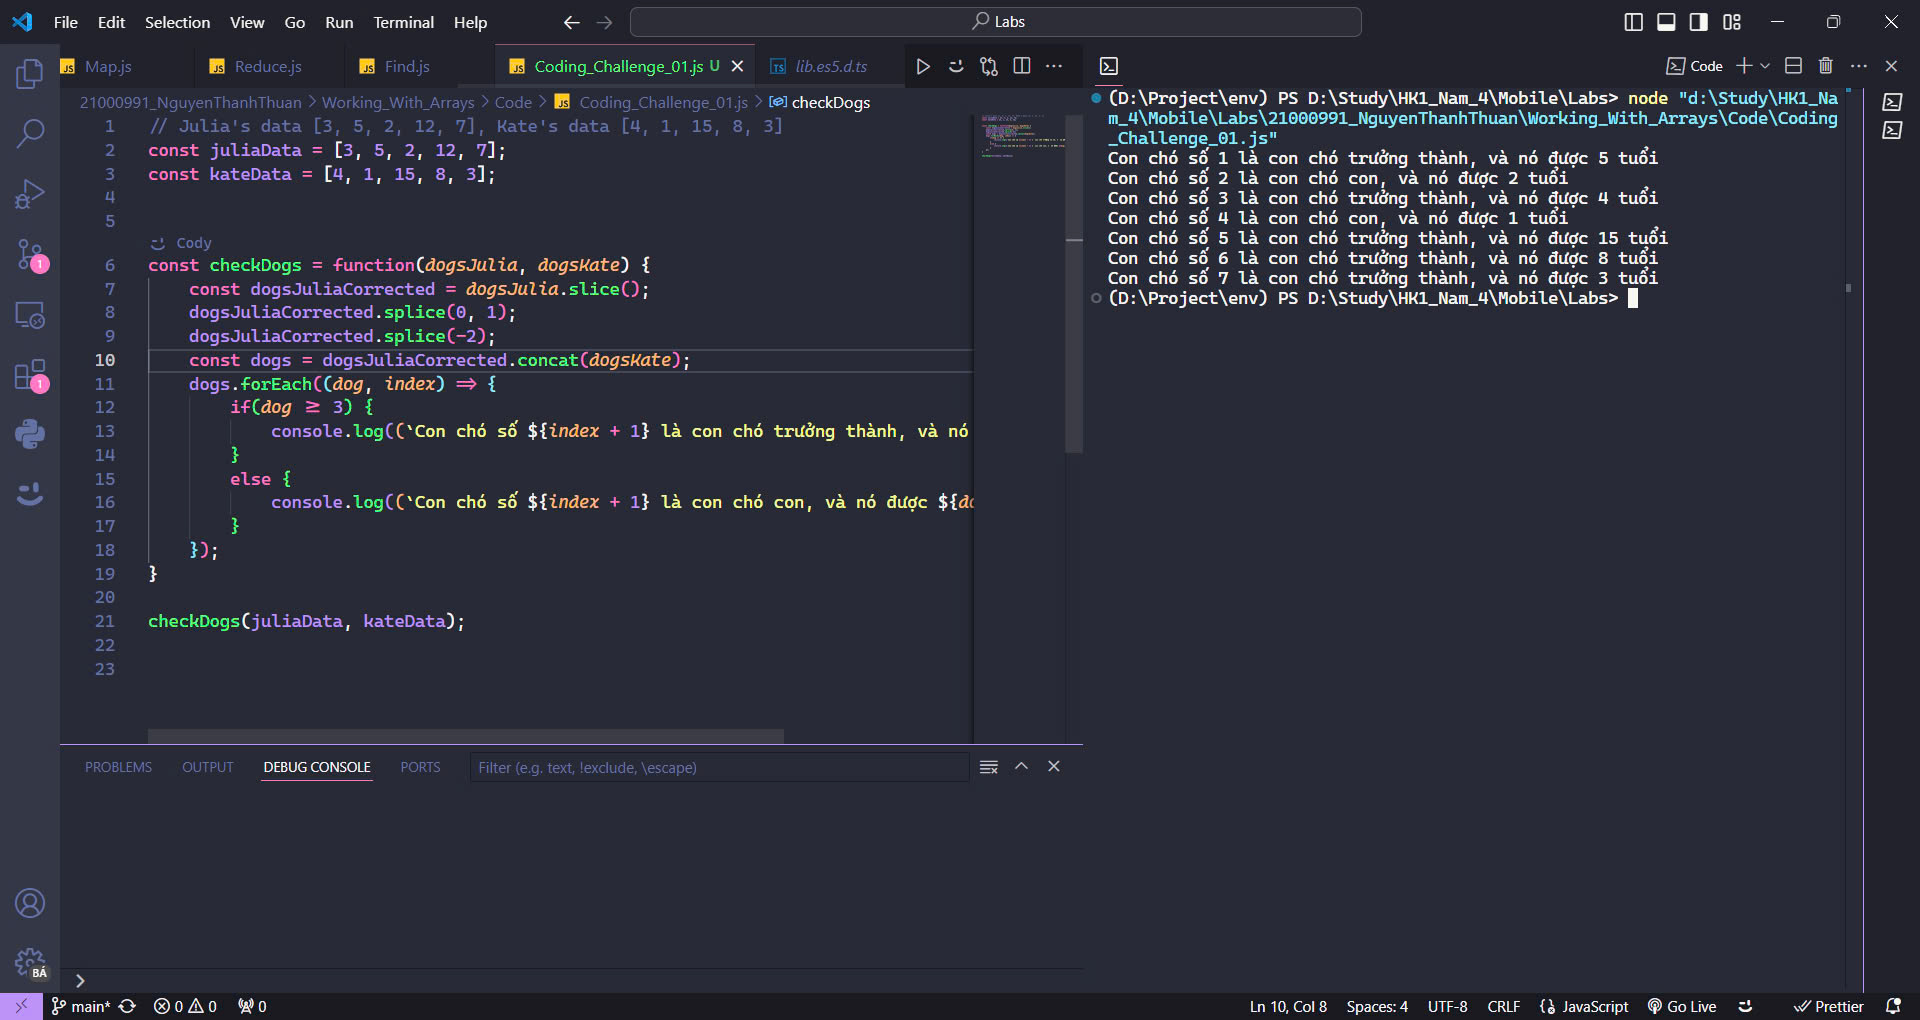 File Edit Selection View Go Run Terminal Help
Labs
Map.js
Reduce.js
Find.js
Coding_Challenge_01.js U
lib.es5.d.ts
Code
21000991_NguyenThanhThuan > Working_With_Arrays > Code > Coding_Challenge_01.js > checkDogs
1 // Julia's data [3, 5, 2, 12, 7], Kate's data [4, 1, 15, 8, 3]
2 const juliaData = [3, 5, 2, 12, 7];
3 const kateData = [4, 1, 15, 8, 3];
4
5
Cody
6 const checkDogs = function(dogsJulia, dogsKate) {
7 const dogsJuliaCorrected = dogsJulia.slice();
8 dogsJuliaCorrected.splice(0, 1);
9 dogsJuliaCorrected.splice(-2);
10 const dogs = dogsJuliaCorrected.concat(dogsKate);
11 dogs.forEach((dog, index) => {
12 if(dog ≥ 3) {
13 console.log((`Con chó số ${index + 1} là con chó trưởng thành, và nó
14 }
15 else {
16 console.log((`Con chó số ${index + 1} là con chó con, và nó được ${do
17 }
18 });
19 }
20
21 checkDogs(juliaData, kateData);
22
23
(D:\Project\env) PS D:\Study\HK1_Nam_4\Mobile\Labs> node "d:\Study\HK1_Na
m_4\Mobile\Labs\21000991_NguyenThanhThuan\Working_With_Arrays\Code\Coding
_Challenge_01.js"
Con chó số 1 là con chó trưởng thành, và nó được 5 tuổi
Con chó số 2 là con chó con, và nó được 2 tuổi
Con chó số 3 là con chó trưởng thành, và nó được 4 tuổi
Con chó số 4 là con chó con, và nó được 1 tuổi
Con chó số 5 là con chó trưởng thành, và nó được 15 tuổi
Con chó số 6 là con chó trưởng thành, và nó được 8 tuổi
Con chó số 7 là con chó trưởng thành, và nó được 3 tuổi
(D:\Project\env) PS D:\Study\HK1_Nam_4\Mobile\Labs>
1
1
BÁ
PROBLEMS OUTPUT DEBUG CONSOLE PORTS
Filter (e.g. text, !exclude, \escape)
main* 0 0 0
Ln 10, Col 8 Spaces: 4 UTF-8 CRLF {} JavaScript Go Live Prettier